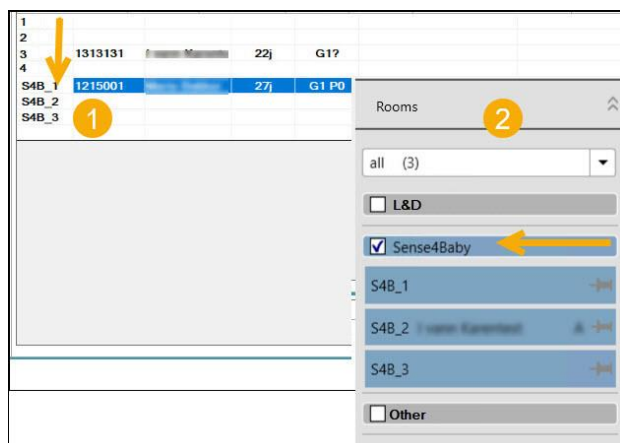 1
2
3 1313131 22j G1?
4
S4B_1 1215001 27j G1 P0
S4B_2
S4B_3
1
Rooms
2
all (3)
L&D
Sense4Baby
S4B_1
S4B_2 A
S4B_3
Other